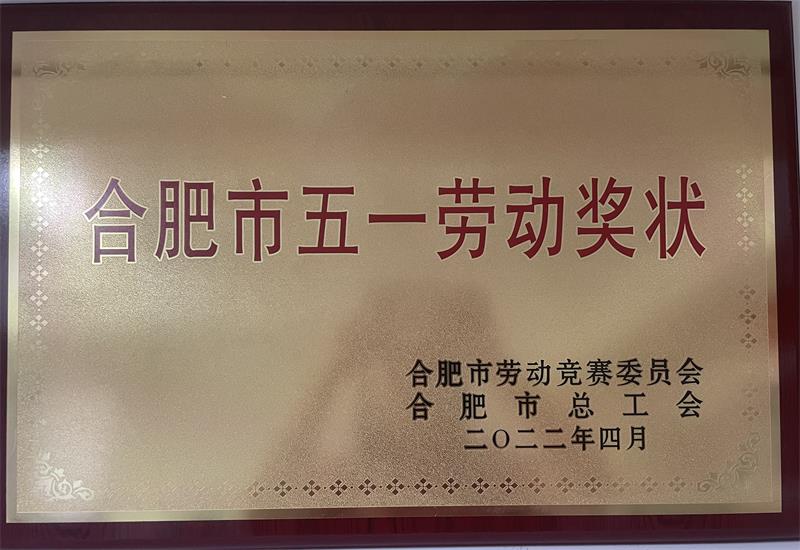 合肥市五一劳动奖状
合肥市劳动竞赛委员会
合肥市总工会
二〇二二年四月